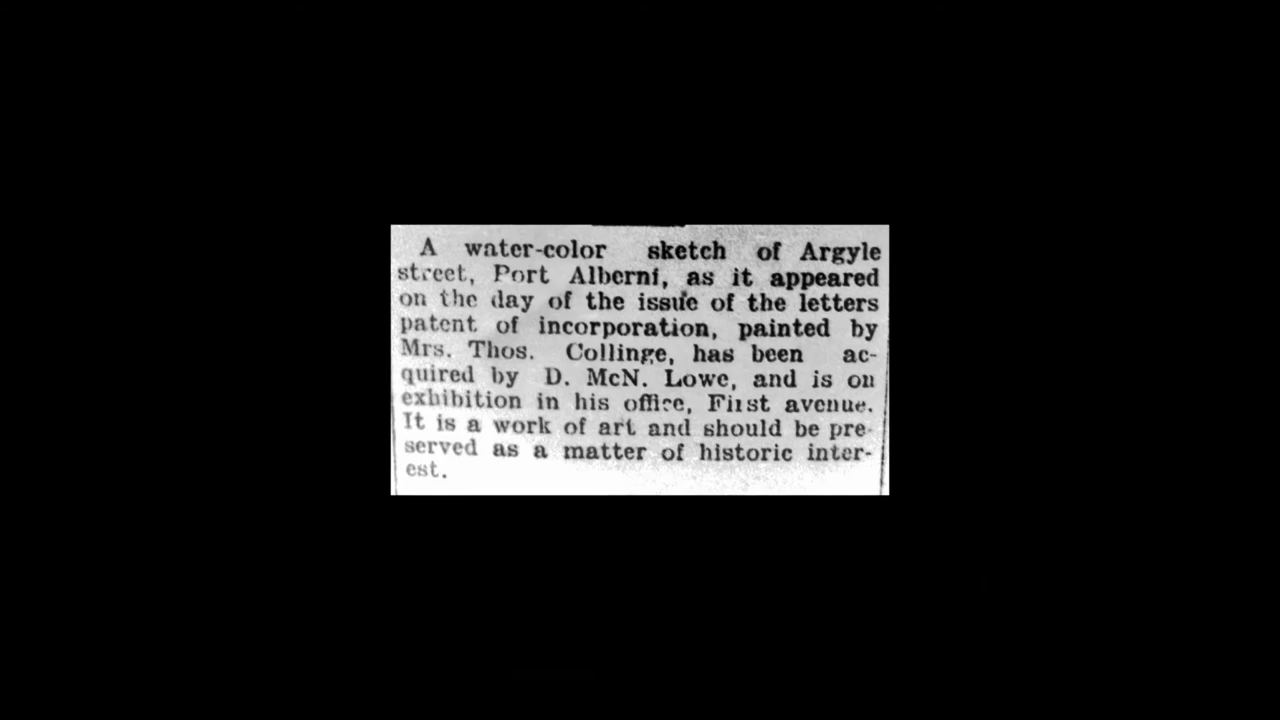 A water-color sketch of Argyle
street, Port Alberni, as it appeared
on the day of the issue of the letters
patent of incorporation, painted by
Mrs. Thos. Collinge, has been ac-
quired by D. McN. Lowe, and is on
exhibition in his office, First avenue.
It is a work of art and should be pre-
served as a matter of historic inter-
est.